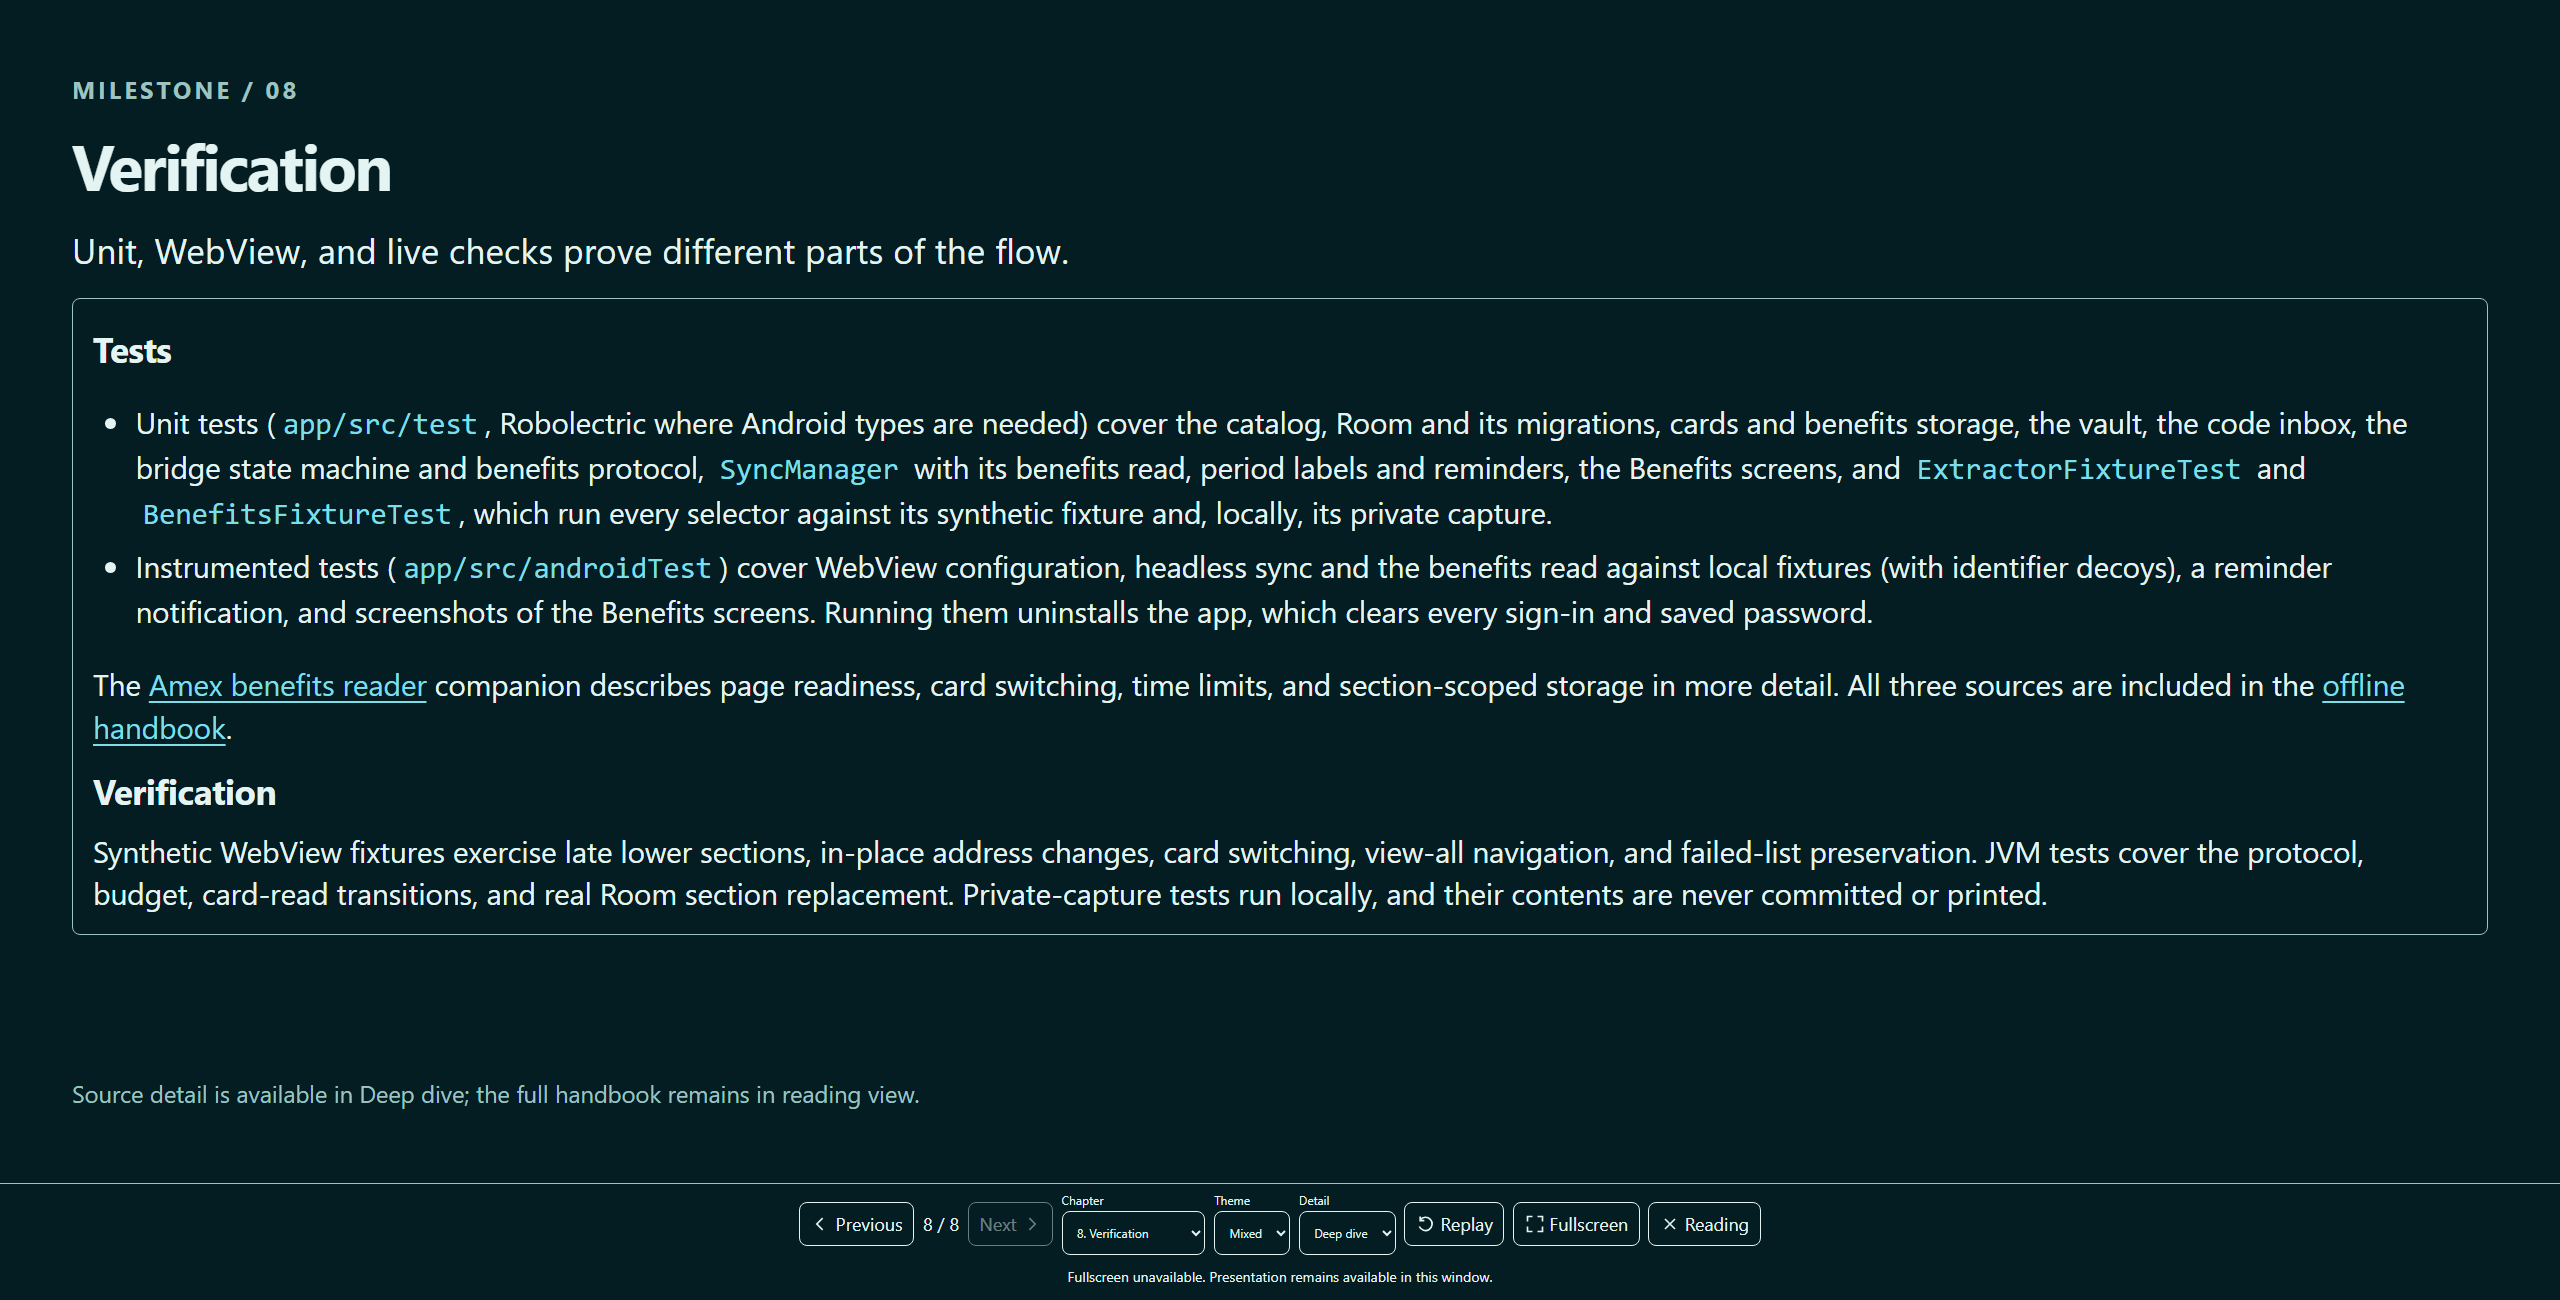 MILESTONE / 08
Verification
Unit, WebView, and live checks prove different parts of the flow.
Tests
• Unit tests ( app/src/test , Robolectric where Android types are needed) cover the catalog, Room and its migrations, cards and benefits storage, the vault, the code inbox, the
bridge state machine and benefits protocol, SyncManager with its benefits read, period labels and reminders, the Benefits screens, and ExtractorFixtureTest and
BenefitsFixtureTest , which run every selector against its synthetic fixture and, locally, its private capture.
• Instrumented tests ( app/src/androidTest ) cover WebView configuration, headless sync and the benefits read against local fixtures (with identifier decoys), a reminder
notification, and screenshots of the Benefits screens. Running them uninstalls the app, which clears every sign-in and saved password.
The Amex benefits reader companion describes page readiness, card switching, time limits, and section-scoped storage in more detail. All three sources are included in the offline
handbook.
Verification
Synthetic WebView fixtures exercise late lower sections, in-place address changes, card switching, view-all navigation, and failed-list preservation. JVM tests cover the protocol,
budget, card-read transitions, and real Room section replacement. Private-capture tests run locally, and their contents are never committed or printed.
Source detail is available in Deep dive; the full handbook remains in reading view.
Chapter Theme Detail
Previous 8 / 8 Next 8. Verification Mixed Deep dive Replay Fullscreen Reading
Fullscreen unavailable. Presentation remains available in this window.